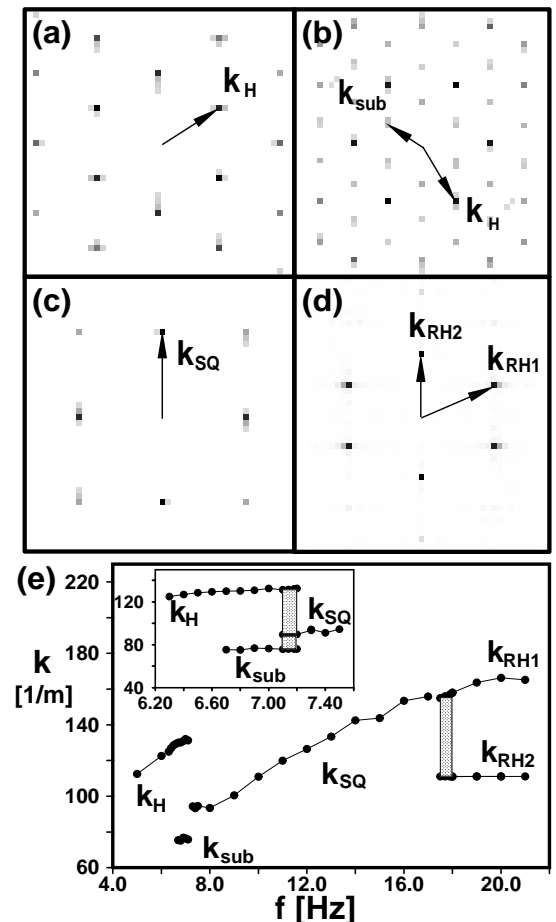 (a)
k_H
(b)
k_sub
k_H
(c)
k_SQ
(d)
k_RH2
k_RH1
(e)
220
180
140
100
60
k
[1/m]
120
80
40
6.20 6.60 7.00 7.40
k_H
k_SQ
k_sub
k_RH1
k_SQ
k_H
k_RH2
k_sub
4.0 8.0 12.0 16.0 20.0
f [Hz]